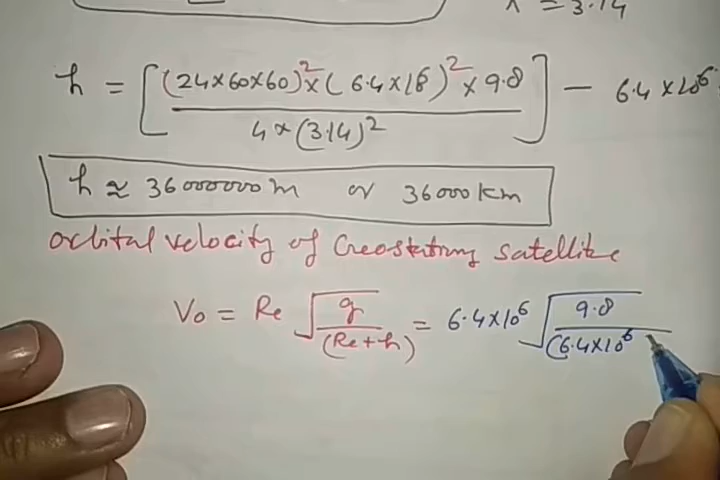 π = 3.14
h = [ (24×60×60)² × (6.4×10⁶)² × 9.8 / 4 × (3.14)² ] − 6.4 × 10⁶
h ≈ 36000000 m or 36000 km
orbital velocity of Geostationary satellite
Vo = Re √ g / (Re + h) = 6.4×10⁶ √ 9.8 / (6.4×10⁶